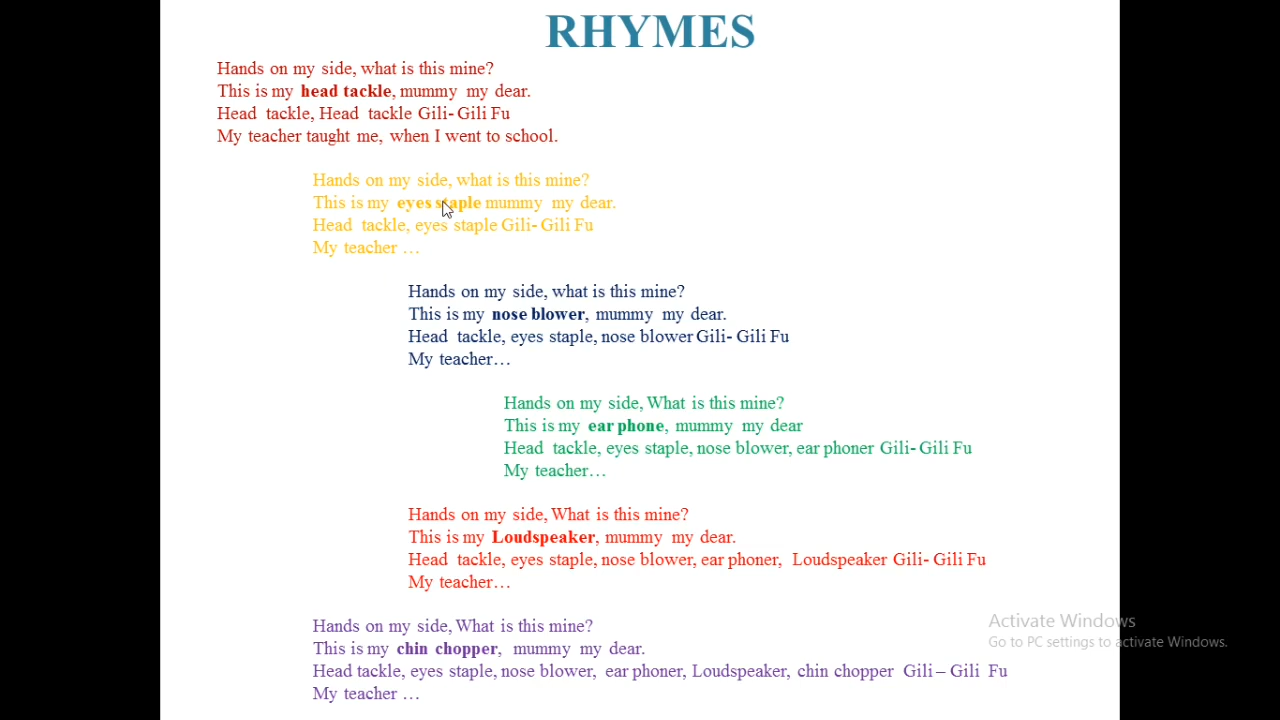 RHYMES
Hands on my side, what is this mine?
This is my head tackle, mummy my dear.
Head tackle, Head tackle Gili- Gili Fu
My teacher taught me, when I went to school.
Hands on my side, what is this mine?
This is my eyes staple mummy my dear.
Head tackle, eyes staple Gili- Gili Fu
My teacher …
Hands on my side, what is this mine?
This is my nose blower, mummy my dear.
Head tackle, eyes staple, nose blower Gili- Gili Fu
My teacher…
Hands on my side, What is this mine?
This is my ear phone, mummy my dear
Head tackle, eyes staple, nose blower, ear phoner Gili- Gili Fu
My teacher…
Hands on my side, What is this mine?
This is my Loudspeaker, mummy my dear.
Head tackle, eyes staple, nose blower, ear phoner, Loudspeaker Gili- Gili Fu
My teacher…
Hands on my side, What is this mine?
This is my chin chopper, mummy my dear.
Head tackle, eyes staple, nose blower, ear phoner, Loudspeaker, chin chopper Gili – Gili Fu
My teacher …
Activate Windows
Go to PC settings to activate Windows.